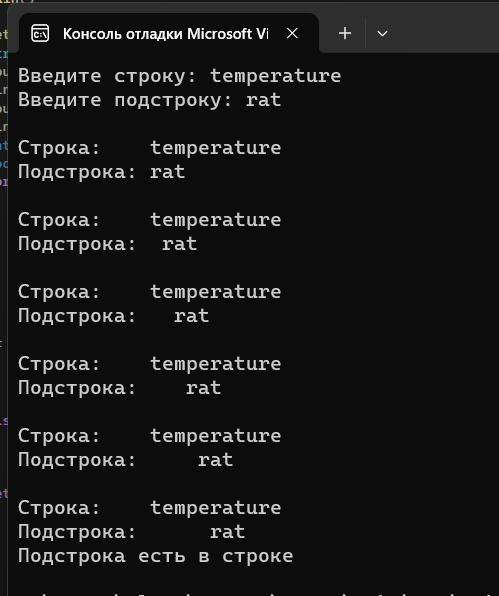 Консоль отладки Microsoft Vi
Введите строку: temperature
Введите подстроку: rat
Строка:    temperature
Подстрока: rat
Строка:    temperature
Подстрока:  rat
Строка:    temperature
Подстрока:   rat
Строка:    temperature
Подстрока:    rat
Строка:    temperature
Подстрока:     rat
Строка:    temperature
Подстрока:      rat
Подстрока есть в строке